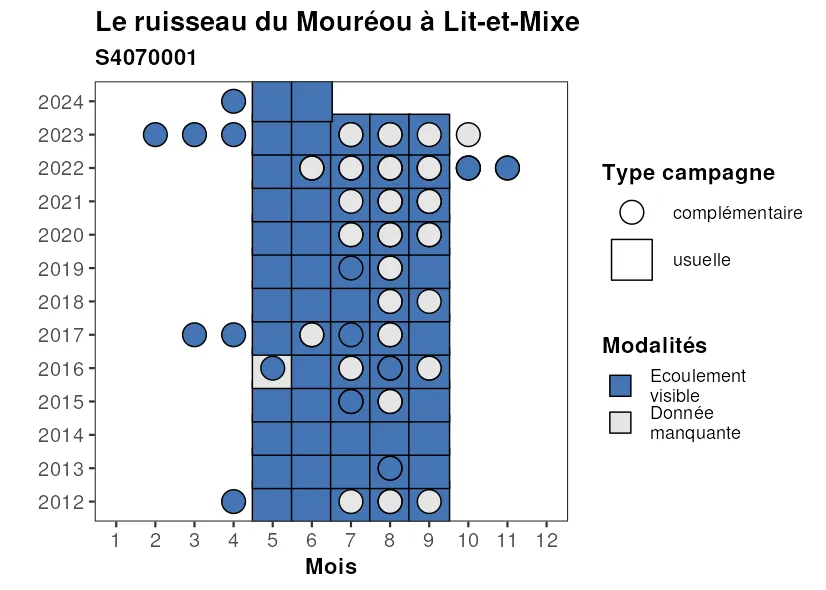 Le ruisseau du Mouréou à Lit-et-Mixe
S4070001
2024
2023
2022
2021
2020
2019
2018
2017
2016
2015
2014
2013
2012
1 2 3 4 5 6 7 8 9 10 11 12
Mois
Type campagne
complémentaire
usuelle
Modalités
Ecoulement
visible
Donnée
manquante